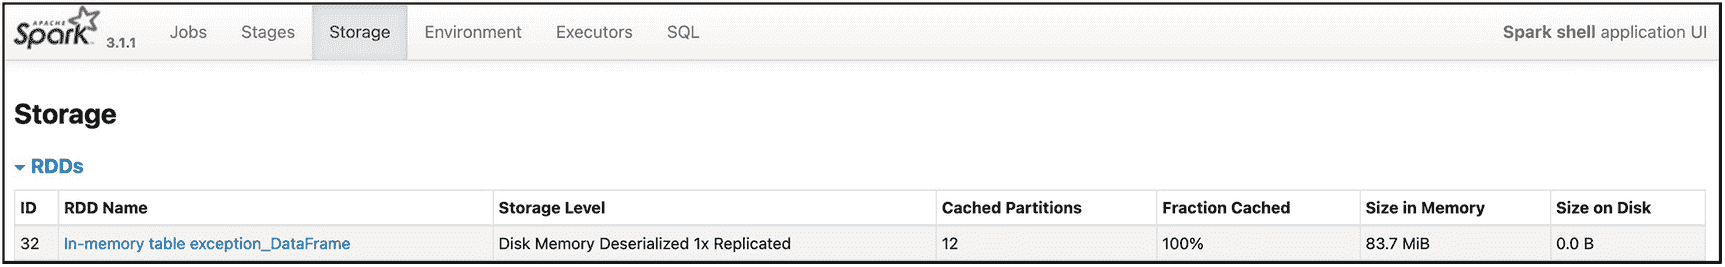 APACHE
Spark 3.1.1 Jobs Stages Storage Environment Executors SQL Spark shell application UI
Storage
RDDs
ID RDD Name Storage Level Cached Partitions Fraction Cached Size in Memory Size on Disk
32 In-memory table exception_DataFrame Disk Memory Deserialized 1x Replicated 12 100% 83.7 MiB 0.0 B